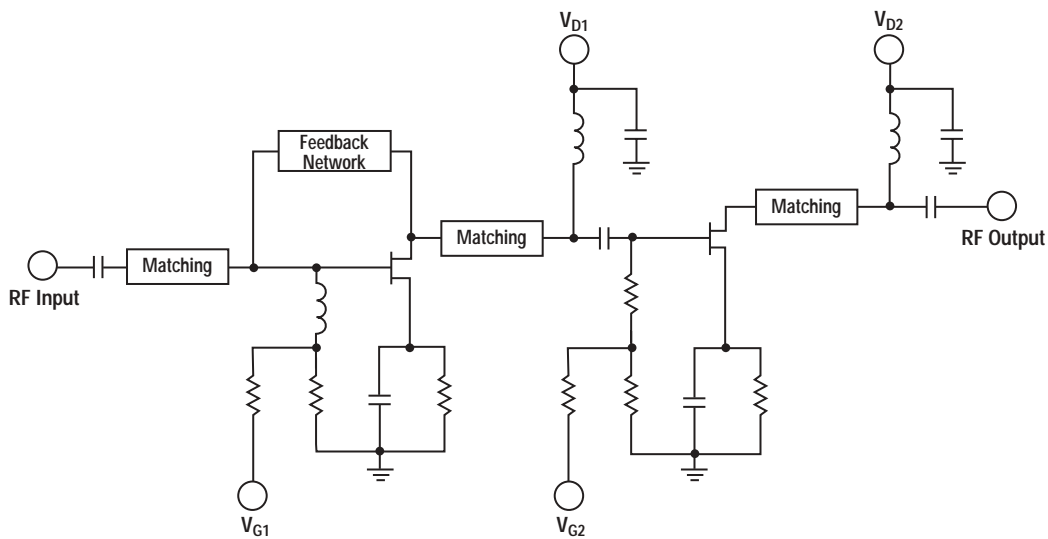 V_D1
V_D2
Feedback
Network
Matching
Matching
Matching
RF Output
RF Input
V_G1
V_G2